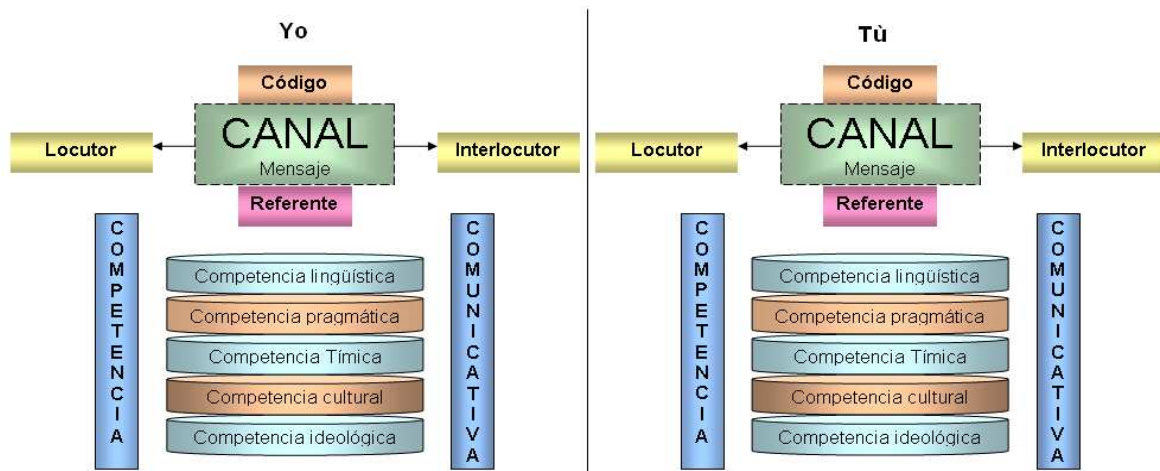 Yo
Código
CANAL
Mensaje
Locutor
Interlocutor
Referente
COMPETENCIA
Competencia lingüística
Competencia pragmática
Competencia Tímica
Competencia cultural
Competencia ideológica
COMUNICATIVA
Tù
Código
CANAL
Mensaje
Locutor
Interlocutor
Referente
COMPETENCIA
Competencia lingüística
Competencia pragmática
Competencia Tímica
Competencia cultural
Competencia ideológica
COMUNICATIVA